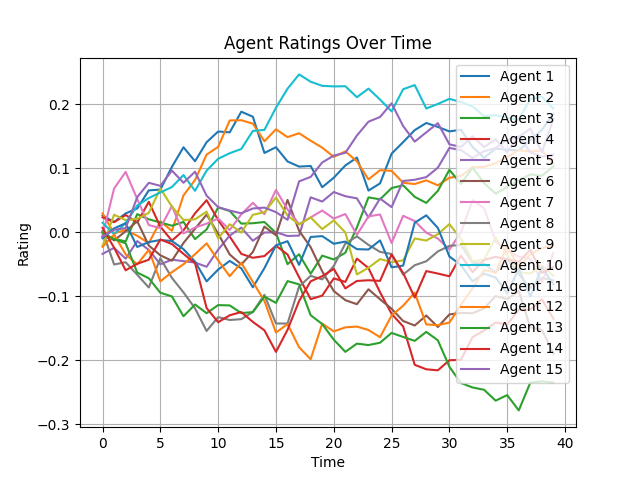 Agent Ratings Over Time
Rating
0.2
0.1
0.0
−0.1
−0.2
−0.3
0
5
10
15
20
25
30
35
40
Time
Agent 1
Agent 2
Agent 3
Agent 4
Agent 5
Agent 6
Agent 7
Agent 8
Agent 9
Agent 10
Agent 11
Agent 12
Agent 13
Agent 14
Agent 15